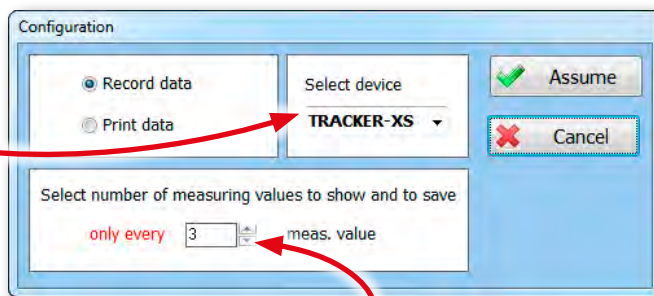 Configuration
Record data
Print data
Select device
TRACKER-XS
Assume
Cancel
Select number of measuring values to show and to save
only every 3 meas. value